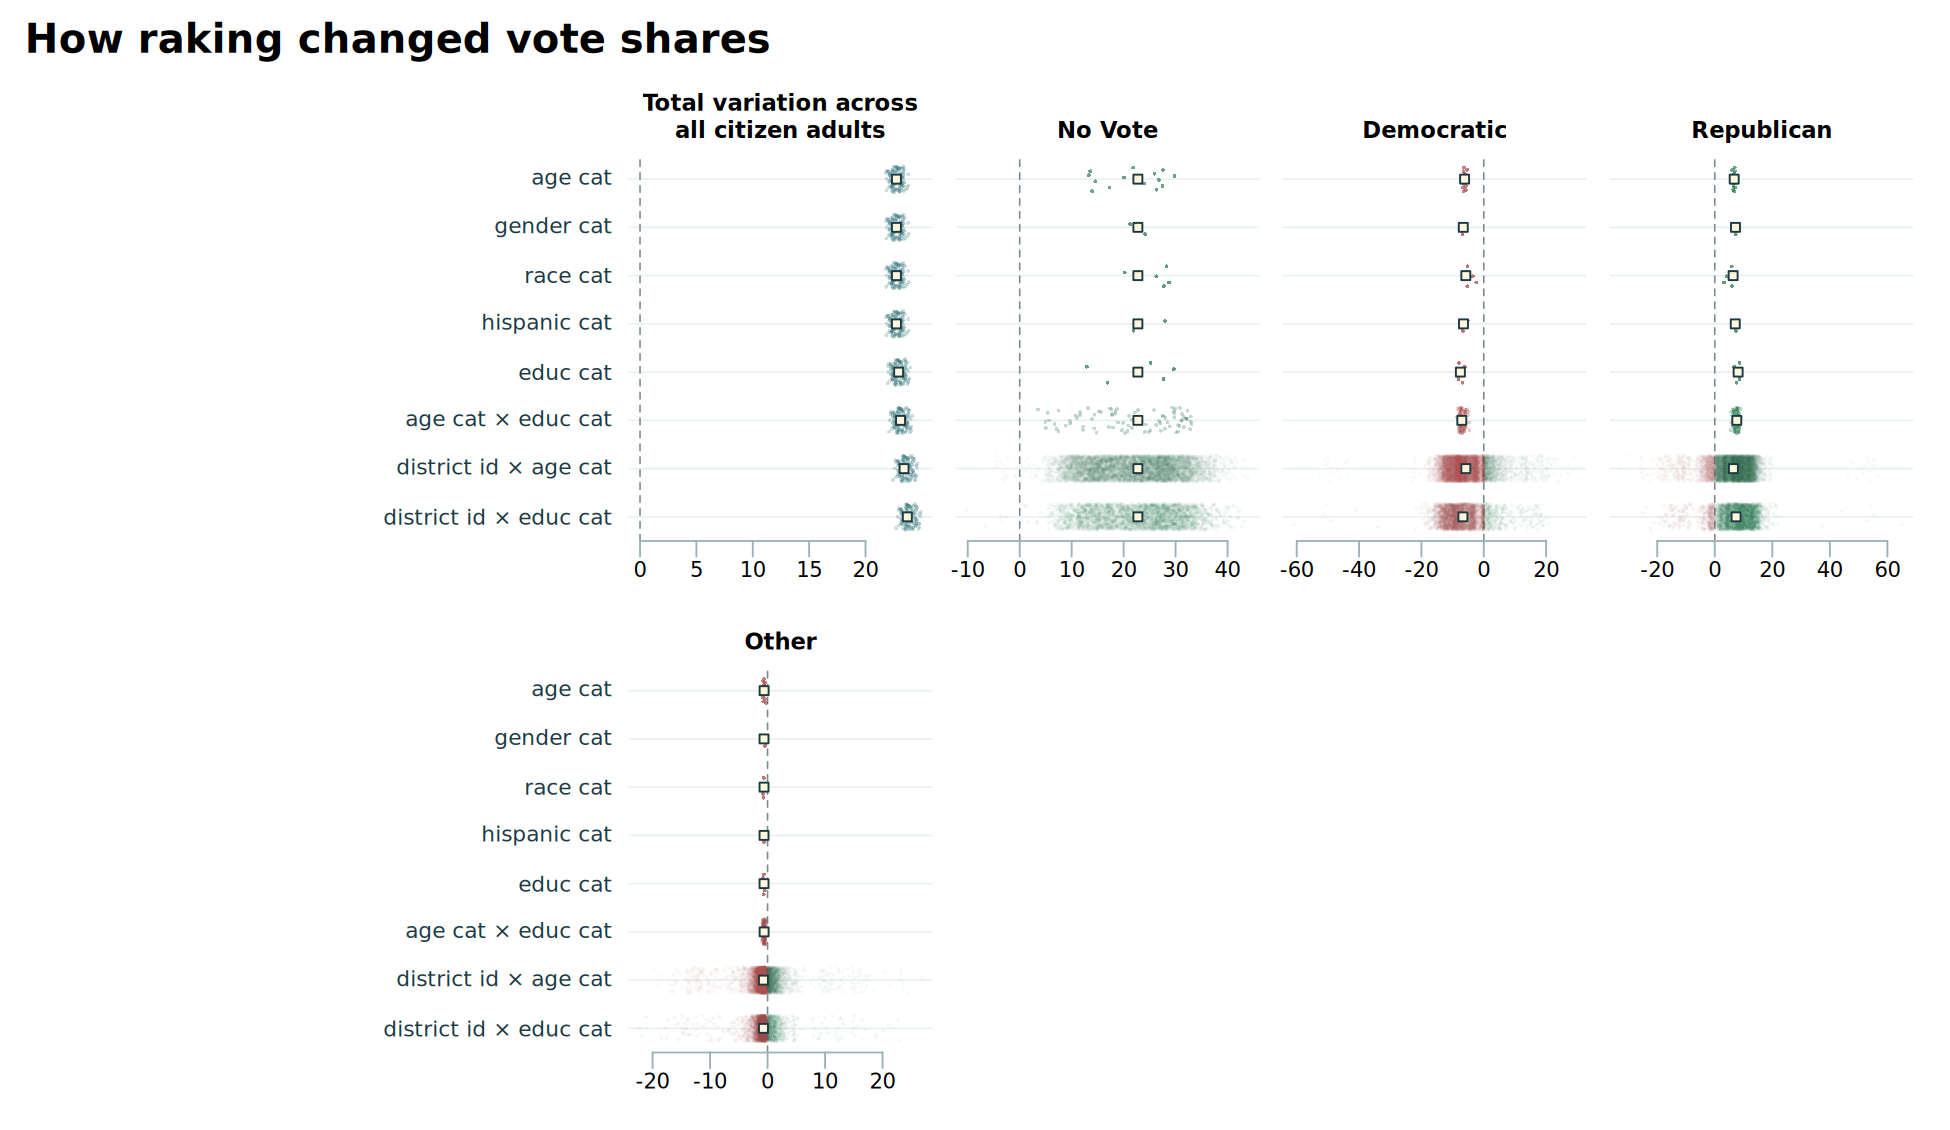 How raking changed vote shares
Total variation across
all citizen adults
No Vote
Democratic
Republican
age cat
gender cat
race cat
hispanic cat
educ cat
age cat × educ cat
district id × age cat
district id × educ cat
0 5 10 15 20
-10 0 10 20 30 40
-60 -40 -20 0 20
-20 0 20 40 60
Other
age cat
gender cat
race cat
hispanic cat
educ cat
age cat × educ cat
district id × age cat
district id × educ cat
-20 -10 0 10 20